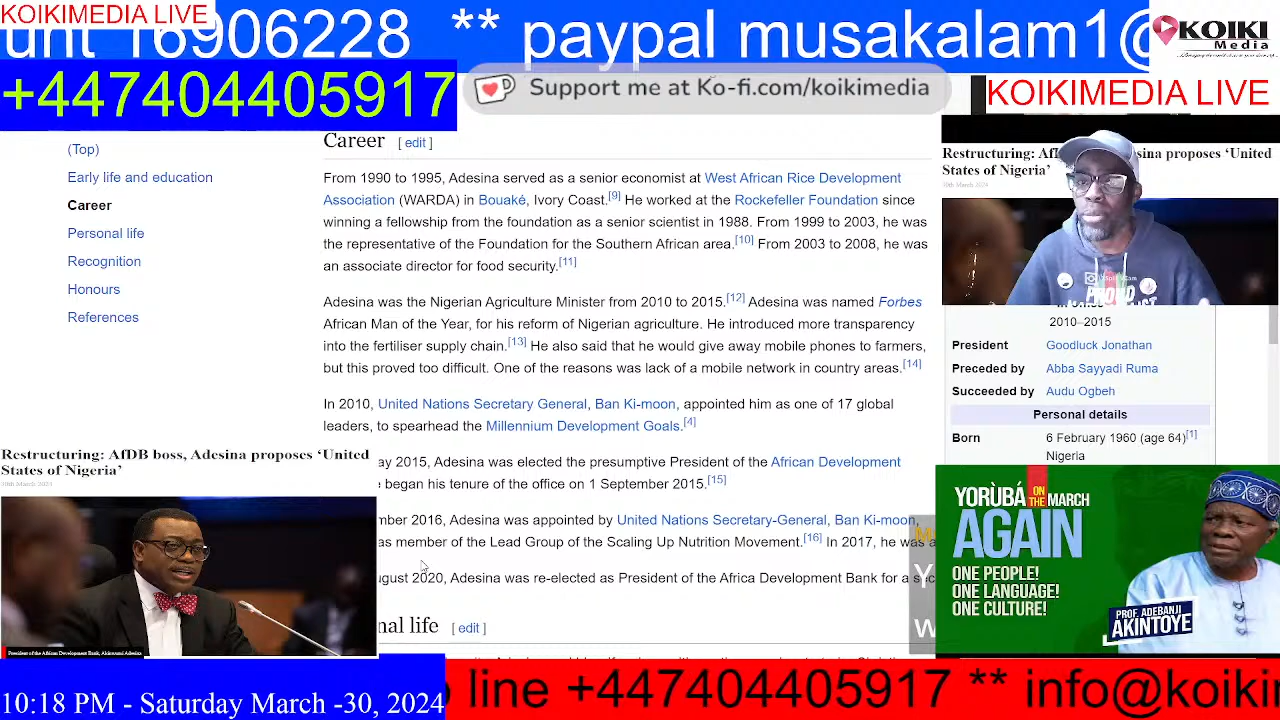 KOIKIMEDIA LIVE
unt 16906228 ** paypal musakalam1@
KOIKI
Media
+447404405917
Support me at Ko-fi.com/koikimedia
KOIKIMEDIA LIVE
(Top)
Early life and education
Career
Personal life
Recognition
Honours
References
Career [ edit ]
From 1990 to 1995, Adesina served as a senior economist at West African Rice Development
Association (WARDA) in Bouaké, Ivory Coast.[9] He worked at the Rockefeller Foundation since
winning a fellowship from the foundation as a senior scientist in 1988. From 1999 to 2003, he was
the representative of the Foundation for the Southern African area.[10] From 2003 to 2008, he was
an associate director for food security.[11]
Adesina was the Nigerian Agriculture Minister from 2010 to 2015.[12] Adesina was named Forbes
African Man of the Year, for his reform of Nigerian agriculture. He introduced more transparency
into the fertiliser supply chain.[13] He also said that he would give away mobile phones to farmers,
but this proved too difficult. One of the reasons was lack of a mobile network in country areas.[14]
In 2010, United Nations Secretary General, Ban Ki-moon, appointed him as one of 17 global
leaders, to spearhead the Millennium Development Goals.[4]
ay 2015, Adesina was elected the presumptive President of the African Development
began his tenure of the office on 1 September 2015.[15]
mber 2016, Adesina was appointed by United Nations Secretary-General, Ban Ki-moon,
as member of the Lead Group of the Scaling Up Nutrition Movement.[16] In 2017, he was a
ugust 2020, Adesina was re-elected as President of the Africa Development Bank for a
nal life [ edit ]
Restructuring: Af sina proposes ‘United
States of Nigeria’
30th March 2024
2010–2015
President Goodluck Jonathan
Preceded by Abba Sayyadi Ruma
Succeeded by Audu Ogbeh
Personal details
Born 6 February 1960 (age 64)[1]
Nigeria
Restructuring: AfDB boss, Adesina proposes ‘United
States of Nigeria’
30th March 2024
President of the African Development Bank, Akinwumi Adesina
YORÙBÁ ON THE MARCH
AGAIN
ONE PEOPLE!
ONE LANGUAGE!
ONE CULTURE!
PROF. ADEBANJI
AKINTOYE
10:18 PM - Saturday March -30, 2024
line +447404405917 ** info@koiki